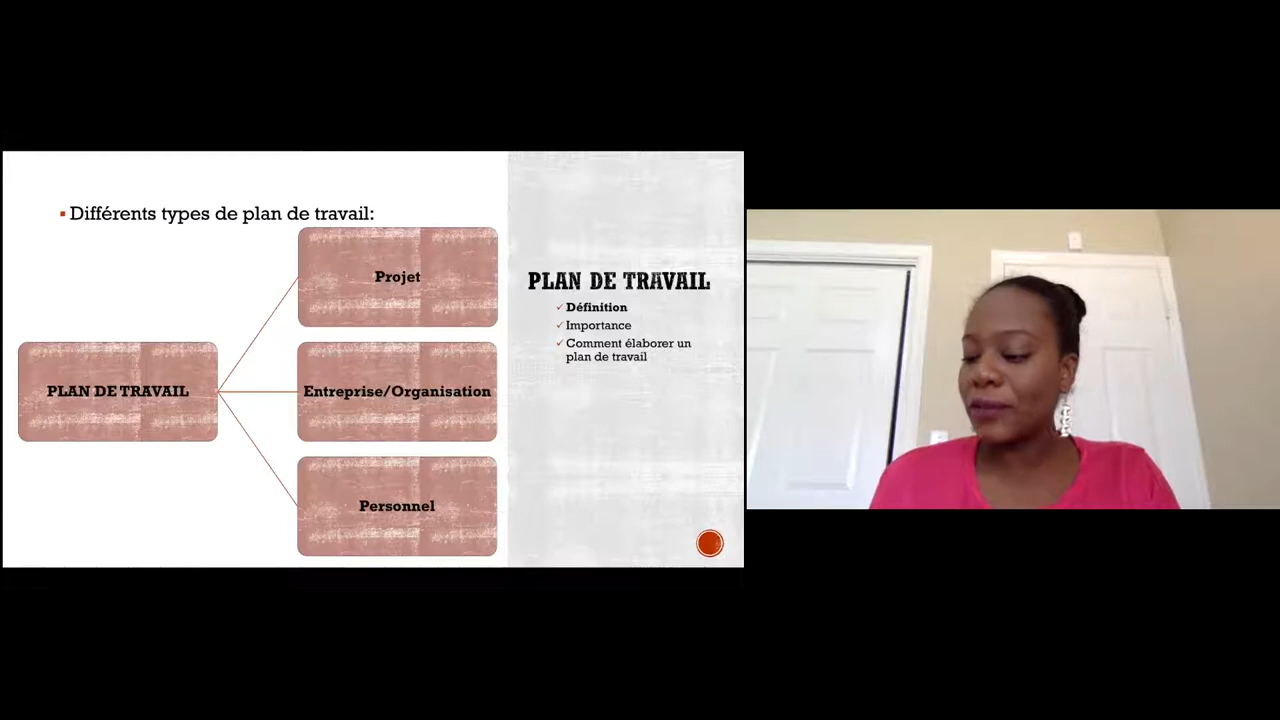 Différents types de plan de travail:
Projet
PLAN DE TRAVAIL
Entreprise/Organisation
Personnel
PLAN DE TRAVAIL
Définition
Importance
Comment élaborer un
plan de travail